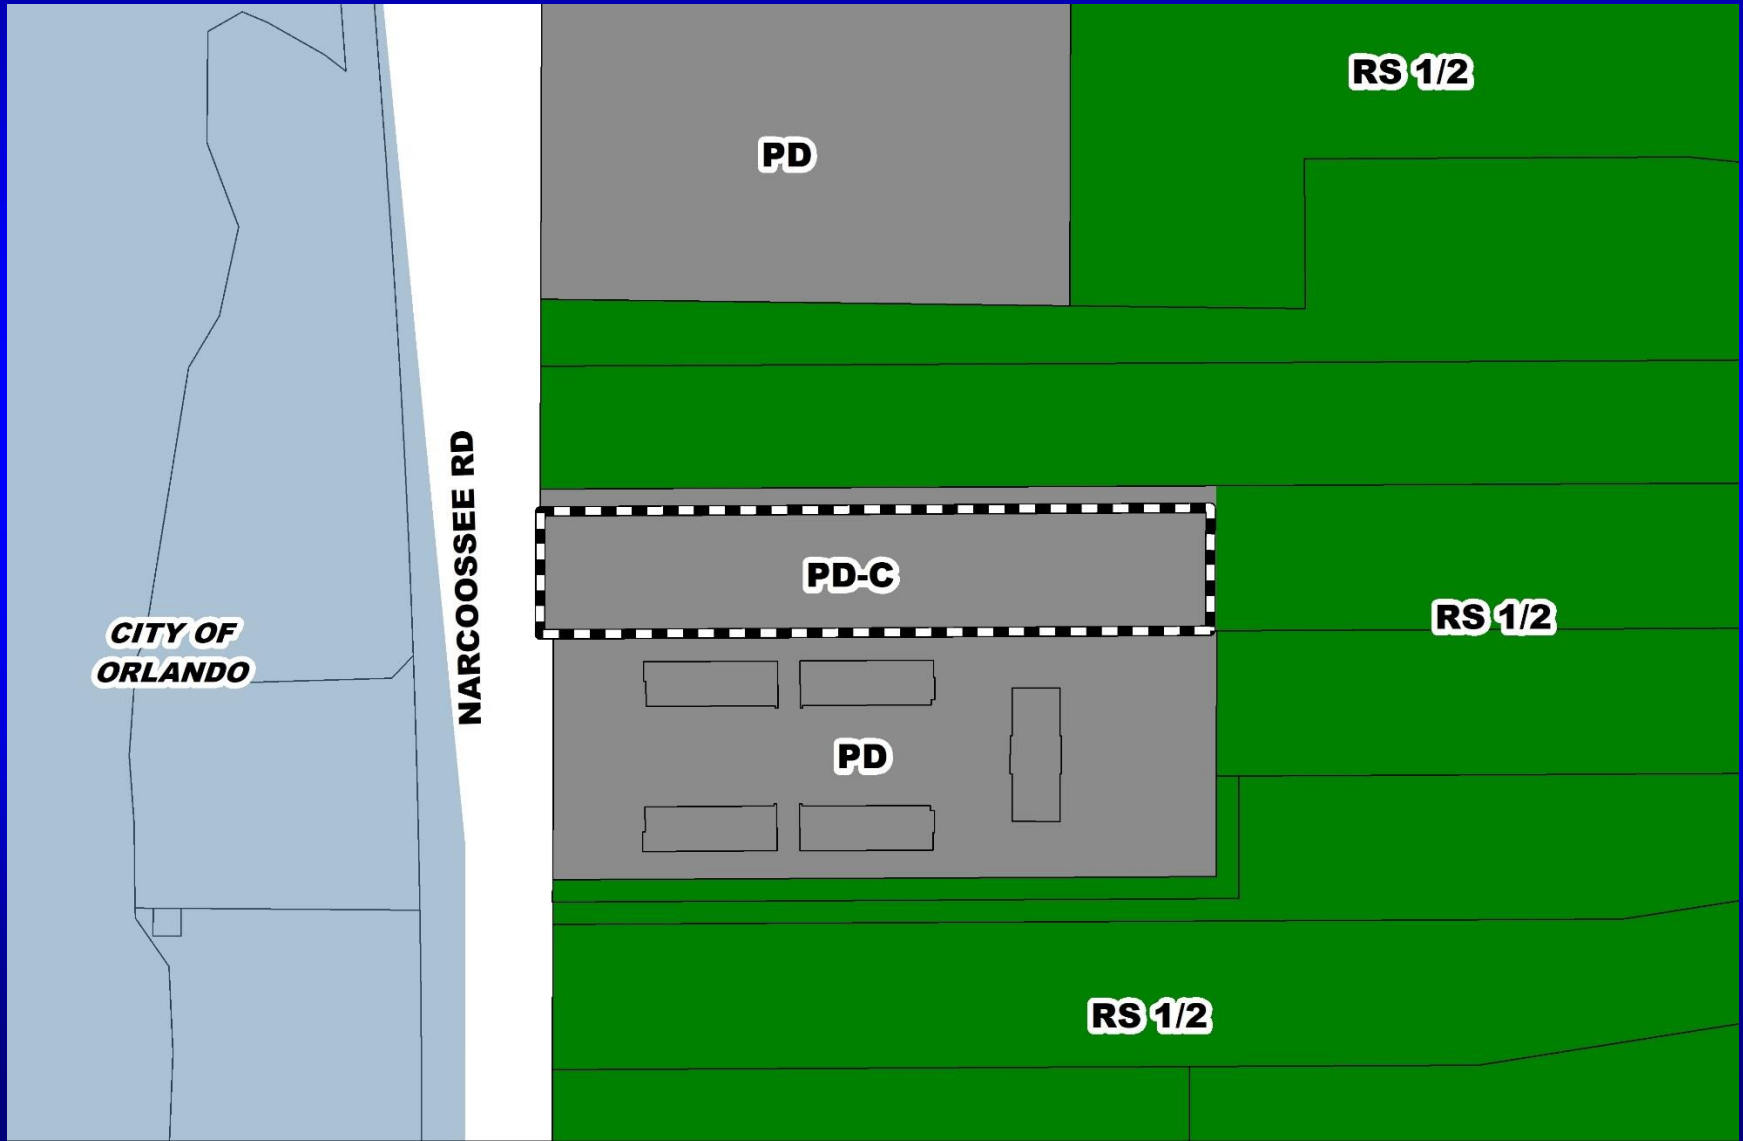 RS 1/2
PD
NARCOOSSEE RD
PD-C
CITY OF
ORLANDO
RS 1/2
PD
RS 1/2